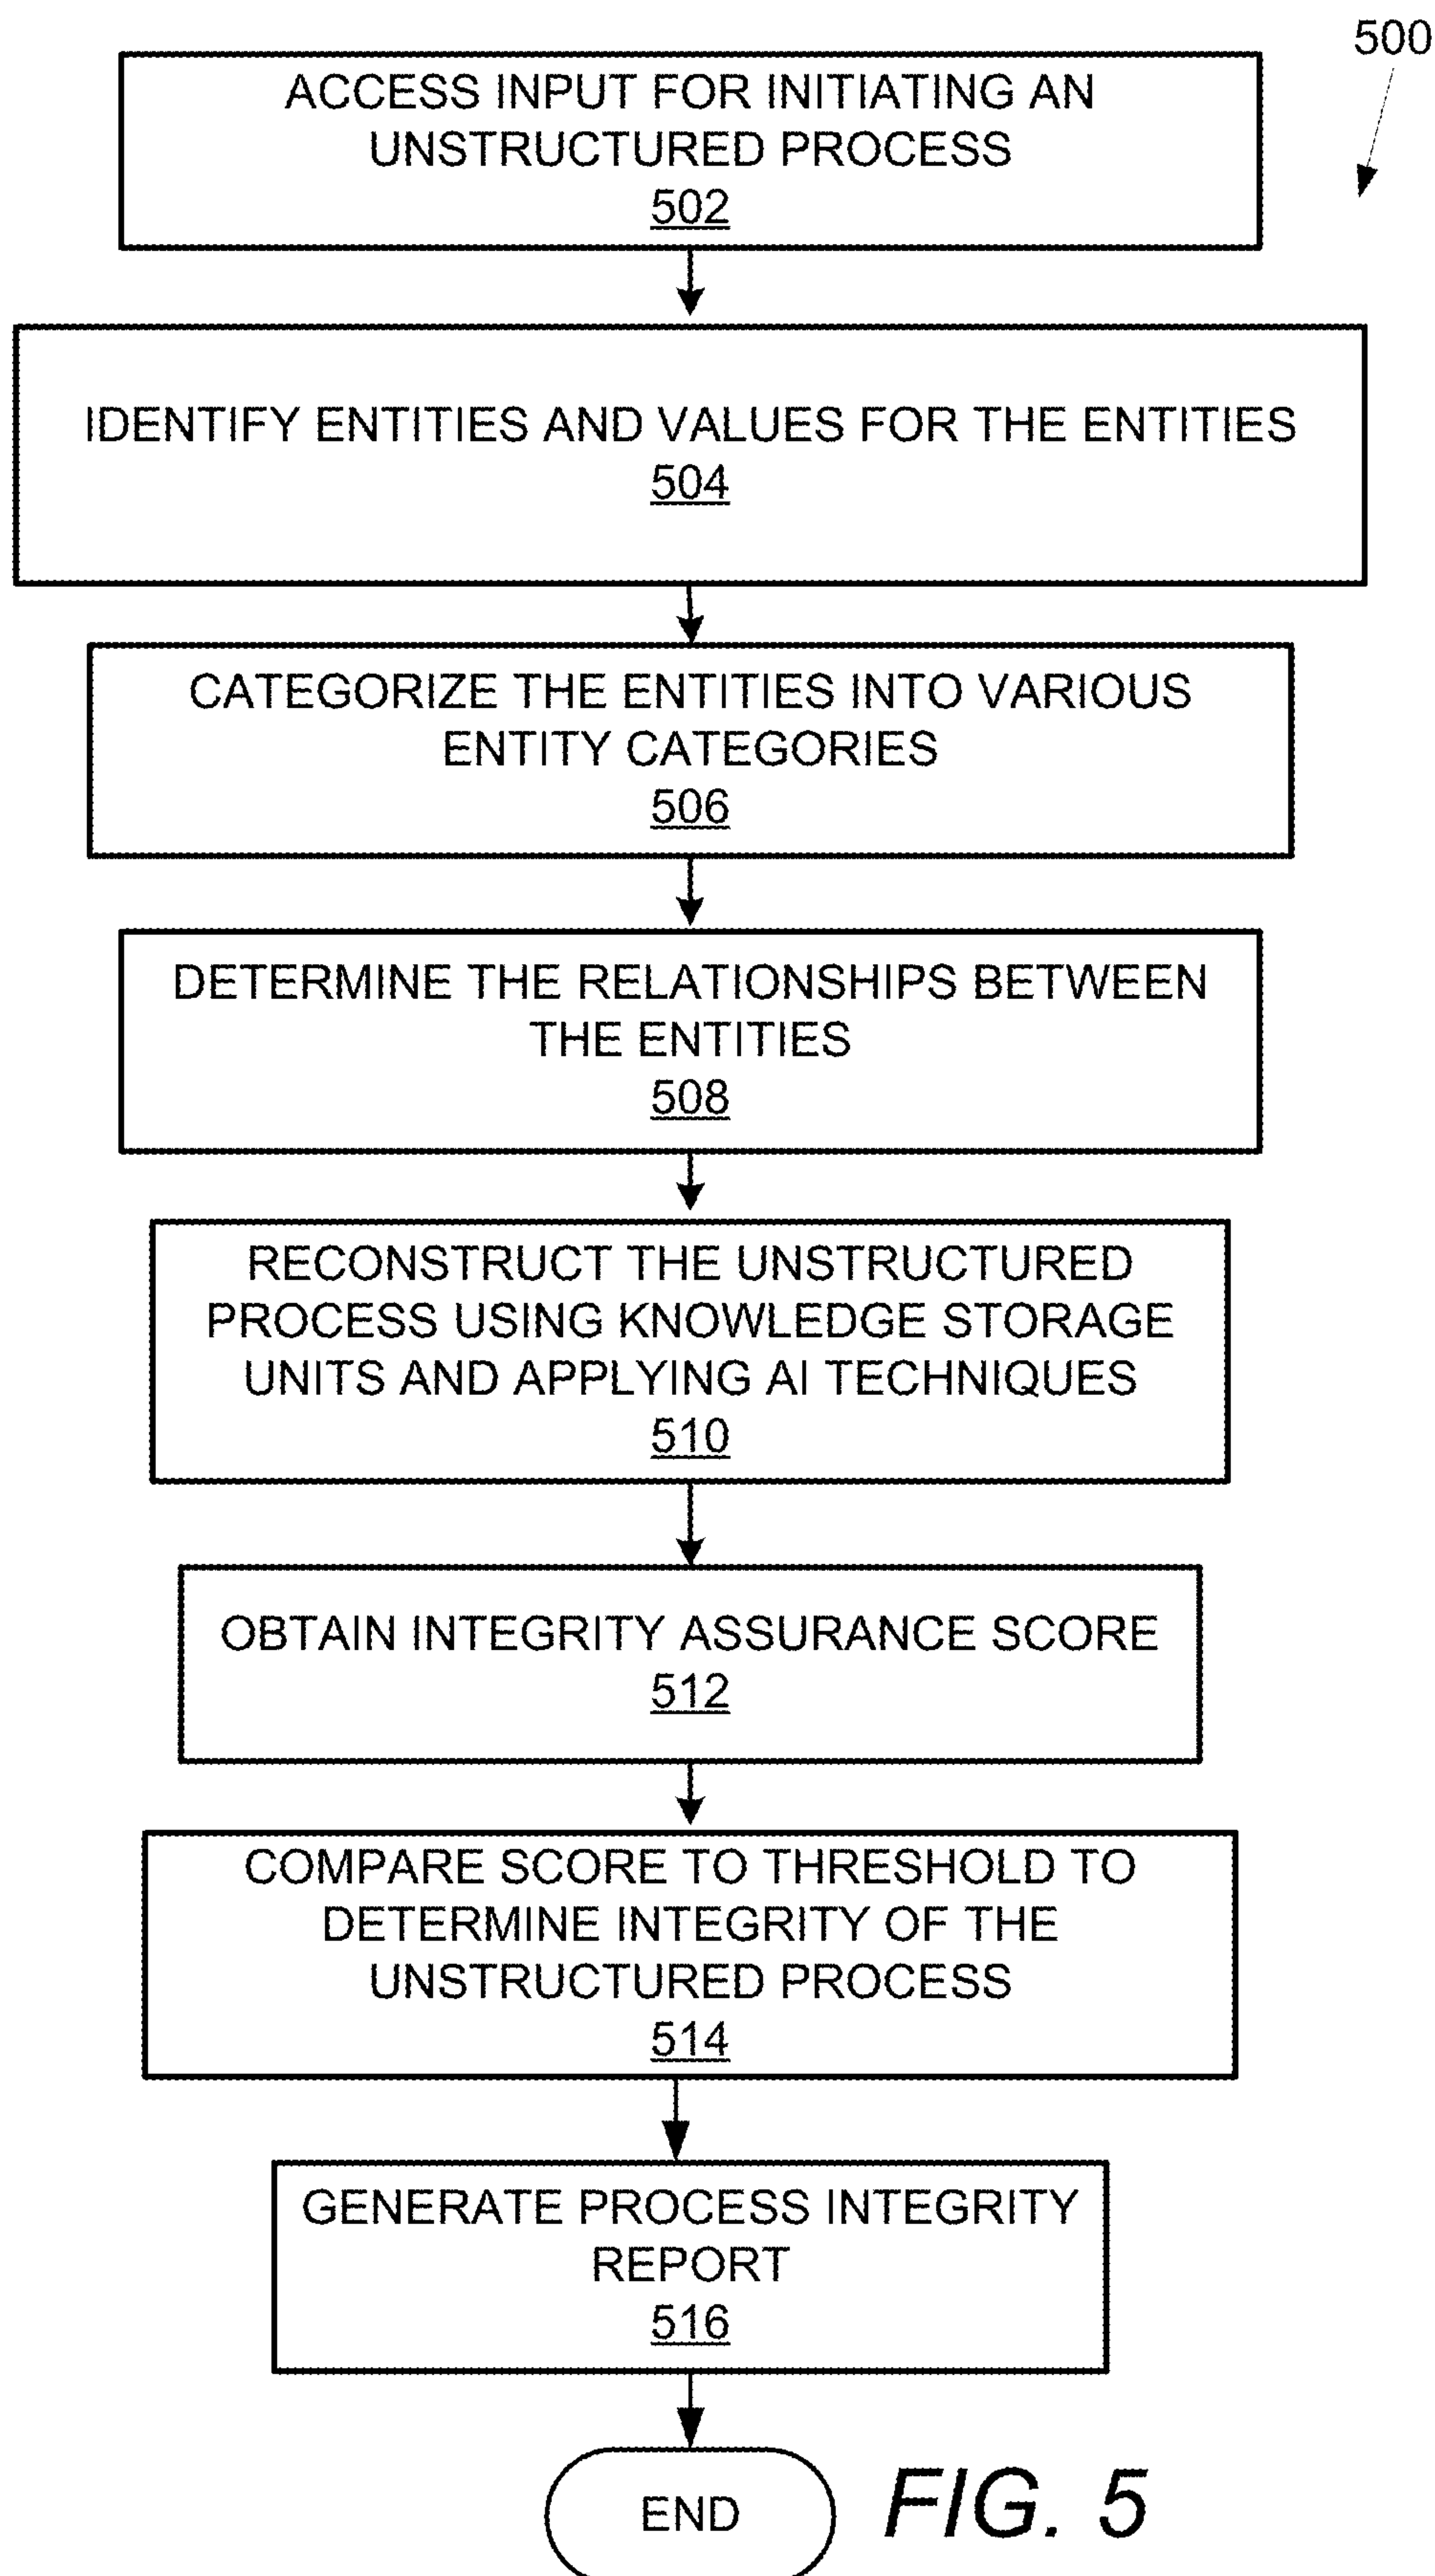 500
ACCESS INPUT FOR INITIATING AN
UNSTRUCTURED PROCESS
502
IDENTIFY ENTITIES AND VALUES FOR THE ENTITIES
504
CATEGORIZE THE ENTITIES INTO VARIOUS
ENTITY CATEGORIES
506
DETERMINE THE RELATIONSHIPS BETWEEN
THE ENTITIES
508
RECONSTRUCT THE UNSTRUCTURED
PROCESS USING KNOWLEDGE STORAGE
UNITS AND APPLYING AI TECHNIQUES
510
OBTAIN INTEGRITY ASSURANCE SCORE
512
COMPARE SCORE TO THRESHOLD TO
DETERMINE INTEGRITY OF THE
UNSTRUCTURED PROCESS
514
GENERATE PROCESS INTEGRITY
REPORT
516
END
FIG. 5